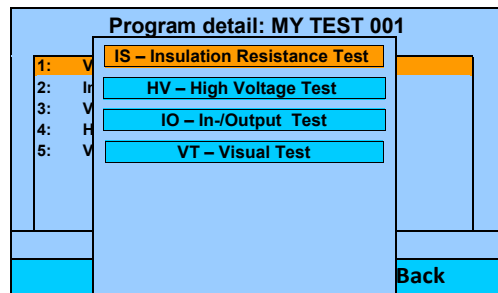 Program detail: MY TEST 001
IS – Insulation Resistance Test
1: V
HV – High Voltage Test
2: In
3: V
IO – In-/Output Test
4: H
5: V
VT – Visual Test
Back